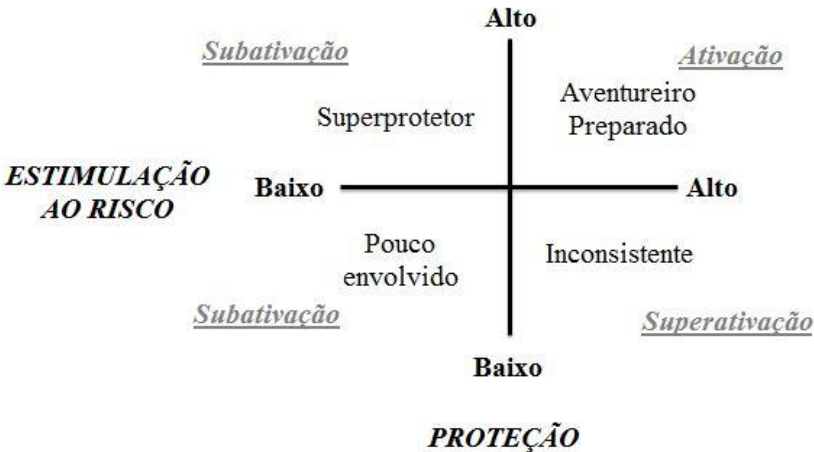 Alto
Subativação
Ativação
Superprotetor
Aventureiro
Preparado
ESTIMULAÇÃO
AO RISCO
Baixo
Alto
Pouco
envolvido
Inconsistente
Subativação
Superativação
Baixo
PROTEÇÃO